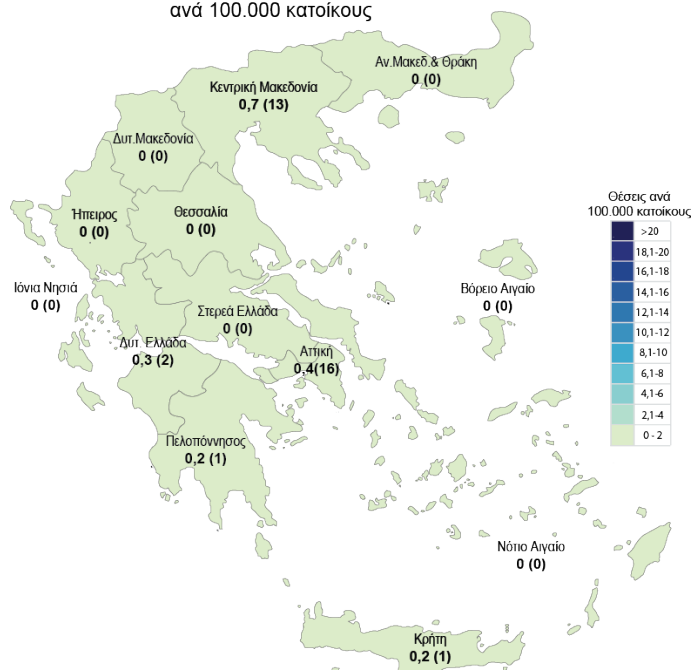 ανά 100.000 κατοίκους
Αν.Μακεδ.& Θράκη
0 (0)
Κεντρική Μακεδονία
0,7 (13)
Δυτ.Μακεδονία
0 (0)
Ήπειρος
0 (0)
Θεσσαλία
0 (0)
Ιόνια Νησιά
0 (0)
Στερεά Ελλάδα
0 (0)
Βόρειο Αιγαίο
0 (0)
Δυτ. Ελλάδα
0,3 (2)
Αττική
0,4(16)
Πελοπόννησος
0,2 (1)
Νότιο Αιγαίο
0 (0)
Κρήτη
0,2 (1)
Θέσεις ανά
100.000 κατοίκους
>20
18,1-20
16,1-18
14,1-16
12,1-14
10,1-12
8,1-10
6,1-8
4,1-6
2,1-4
0 - 2